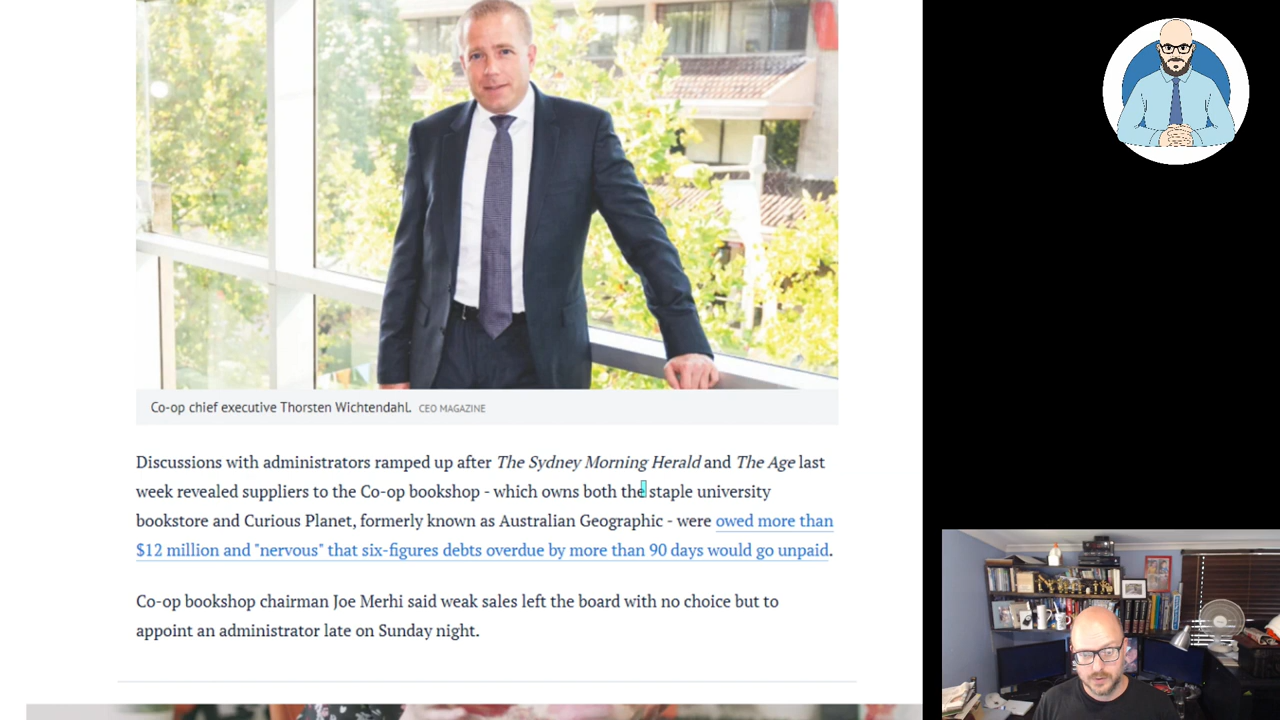 Co-op chief executive Thorsten Wichtendahl. CEO MAGAZINE
Discussions with administrators ramped up after The Sydney Morning Herald and The Age last
week revealed suppliers to the Co-op bookshop - which owns both the staple university
bookstore and Curious Planet, formerly known as Australian Geographic - were owed more than
$12 million and "nervous" that six-figures debts overdue by more than 90 days would go unpaid.
Co-op bookshop chairman Joe Merhi said weak sales left the board with no choice but to
appoint an administrator late on Sunday night.